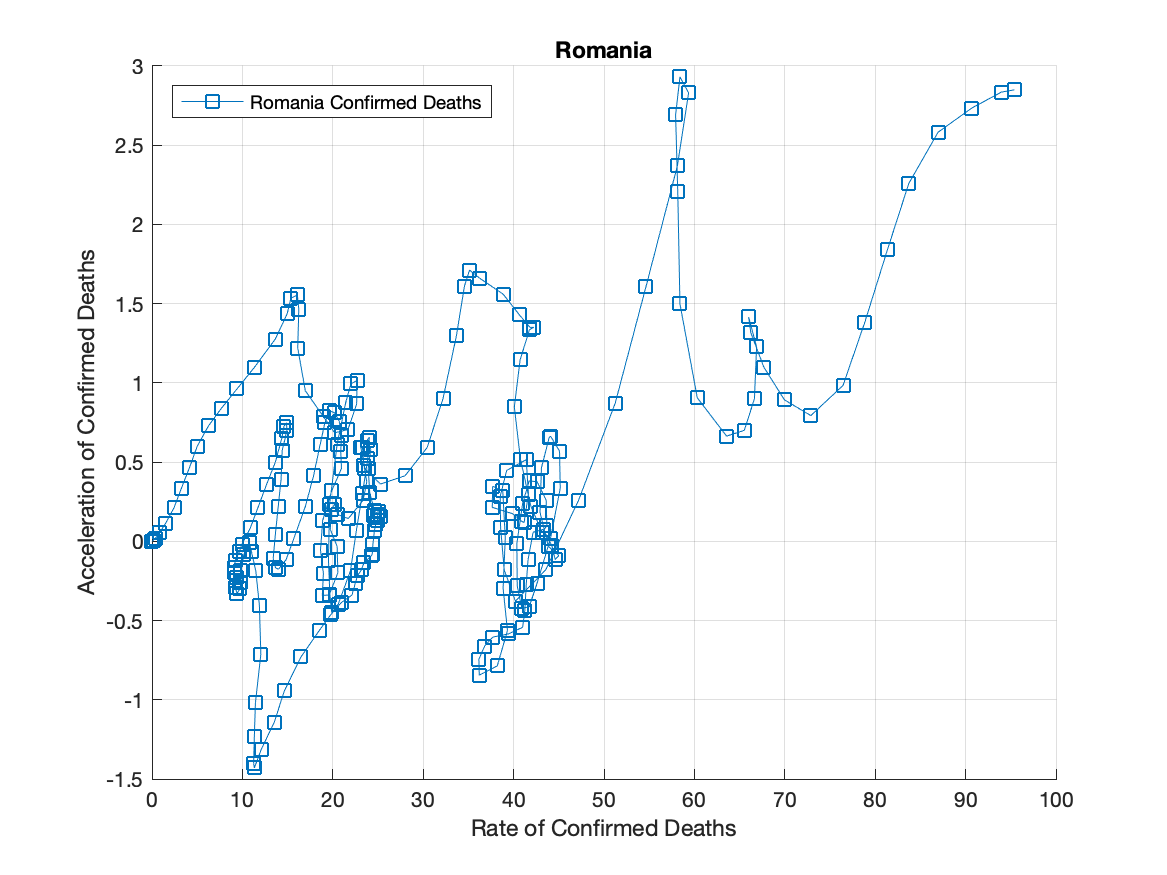 Romania
Romania Confirmed Deaths
Acceleration of Confirmed Deaths
3
2.5
2
1.5
1
0.5
0
-0.5
-1
-1.5
0 10 20 30 40 50 60 70 80 90 100
Rate of Confirmed Deaths